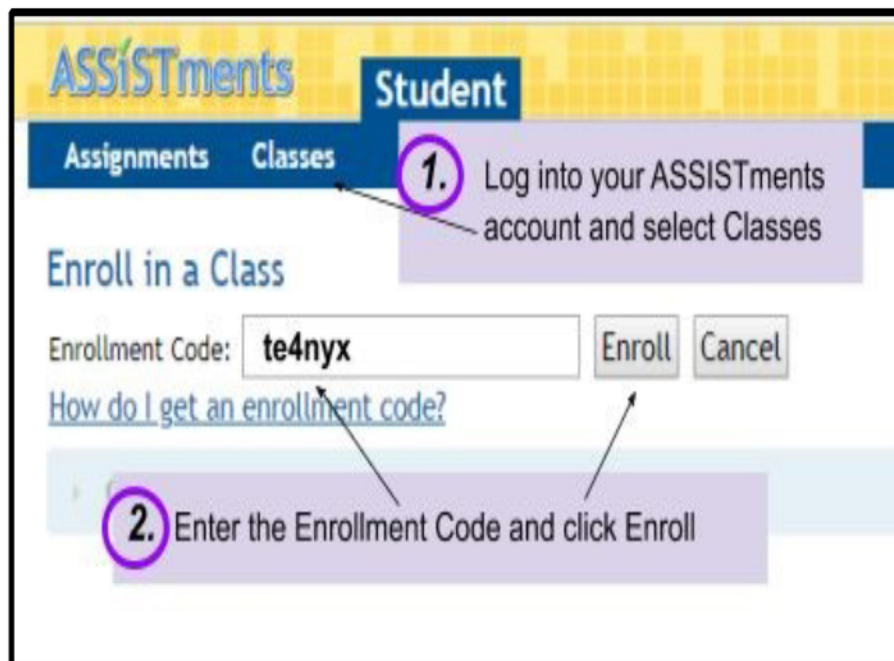 ASSiSTments
Student
Assignments Classes
1. Log into your ASSISTments
account and select Classes
Enroll in a Class
Enrollment Code: te4nyx Enroll Cancel
How do I get an enrollment code?
2. Enter the Enrollment Code and click Enroll